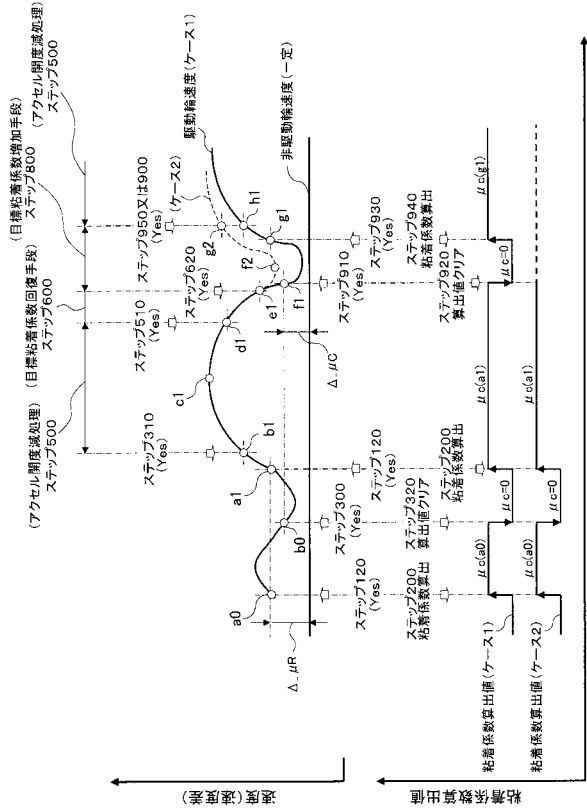 (アクセル開度減処理)
ステップ500
(目標粘着係数回復手段)
ステップ600
(目標粘着係数増加手段)
ステップ800
(アクセル開度減処理)
ステップ500
ステップ310
(Yes)
ステップ510
(Yes)
ステップ620
(Yes)
ステップ950又は900
(Yes)
駆動輪速度(ケース1)
(ケース2)
非駆動輪速度(一定)
a0
b0
a1
b1
c1
d1
e1
f1
f2
g1
g2
h1
Δ_μR
Δ_μC
速度(速度差)
ステップ120
(Yes)
ステップ300
(Yes)
ステップ120
(Yes)
ステップ910
(Yes)
ステップ930
(Yes)
ステップ200
粘着係数算出
ステップ320
算出値クリア
ステップ200
粘着係数算出
ステップ920
算出値クリア
ステップ940
粘着係数算出
μc(a0)
μc=0
μc(a1)
μc=0
μc(g1)
粘着係数算出値(ケース1)
μc(a0)
μc=0
μc(a1)
粘着係数算出値(ケース2)
粘着係数算出値